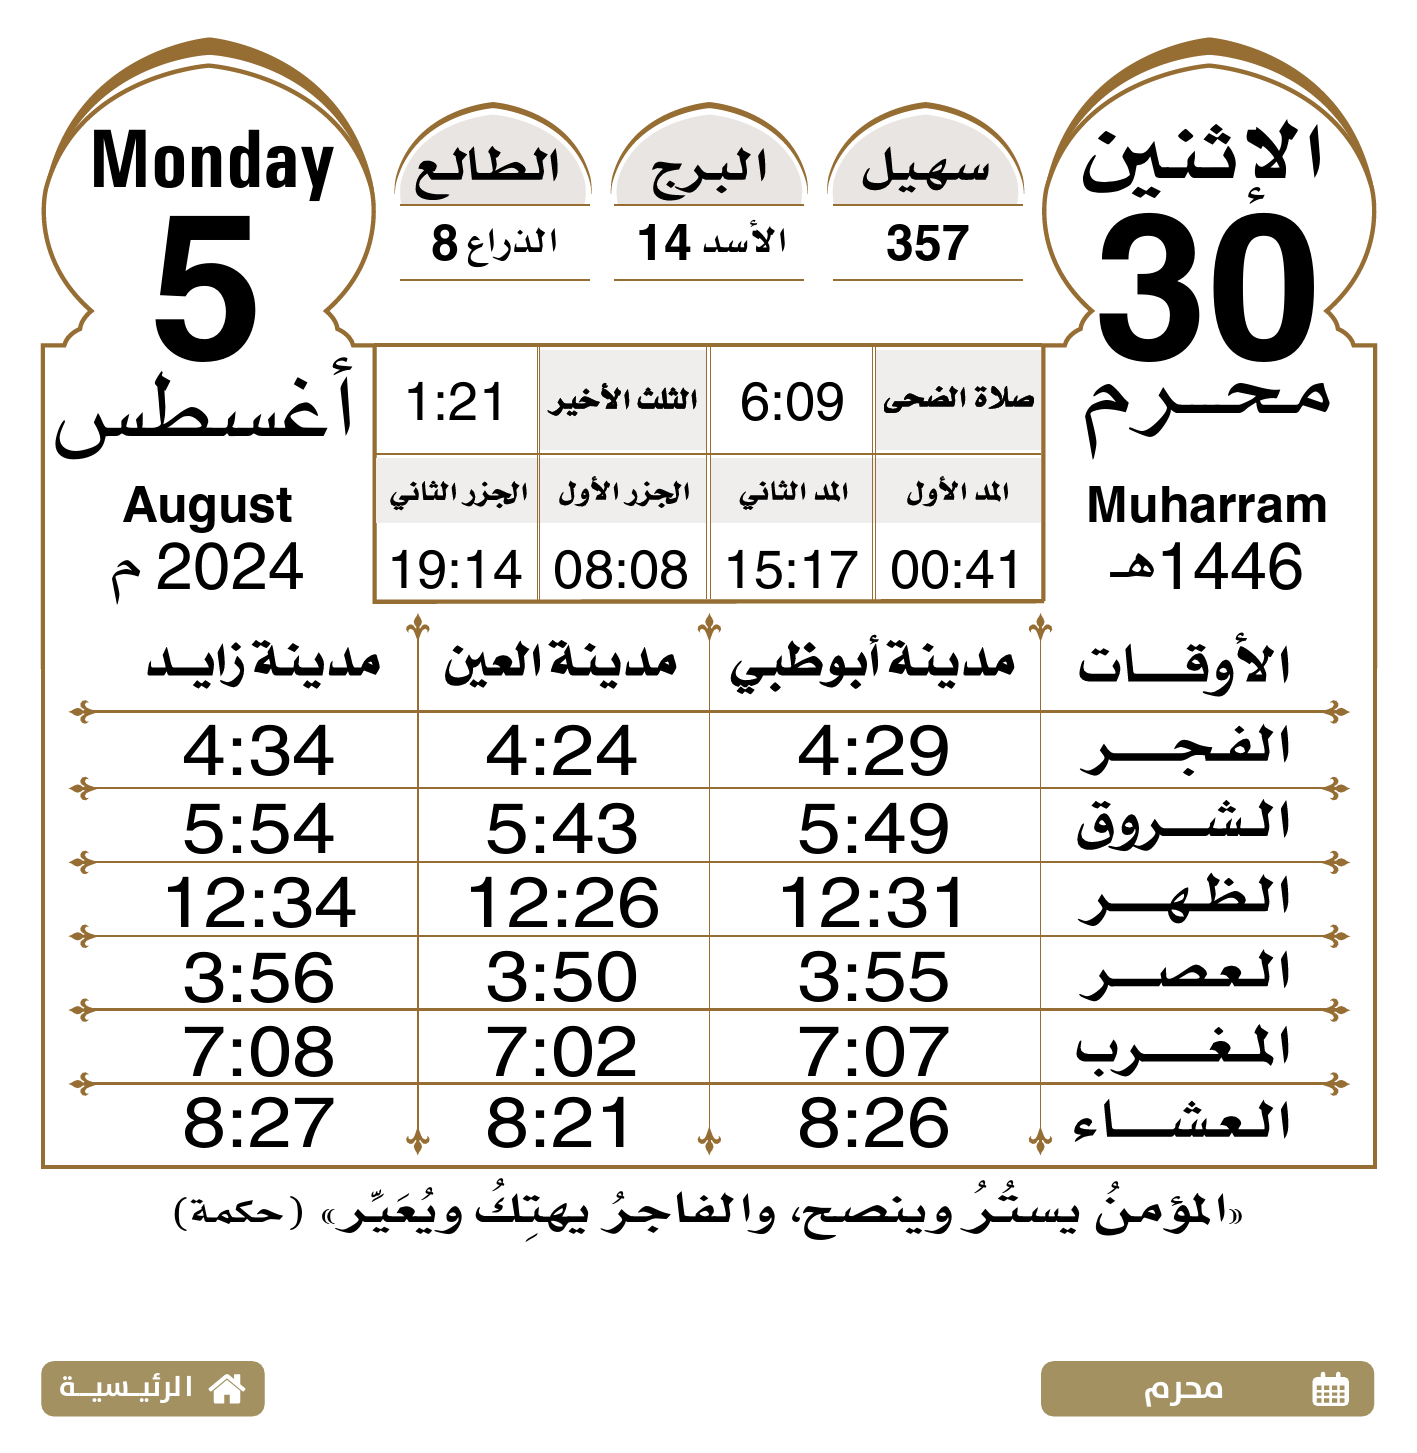 الإثنين
30
محرم
Muharram
1446هـ
سهيل
357
البرج
الأسد 14
الطالع
الذراع 8
Monday
5
أغسطس
August
2024 م
صلاة الضحى 6:09 الثلث الأخير 1:21
المد الأول المد الثاني الجزر الأول الجزر الثاني
00:41 15:17 08:08 19:14
الأوقات مدينة أبوظبي مدينة العين مدينة زايد
الفجر 4:29 4:24 4:34
الشروق 5:49 5:43 5:54
الظهر 12:31 12:26 12:34
العصر 3:55 3:50 3:56
المغرب 7:07 7:02 7:08
العشاء 8:26 8:21 8:27
«المؤمنُ يستُرُ وينصح، والفاجرُ يهتِكُ ويُعَيِّر» (حكمة)
محرم
الرئيسية